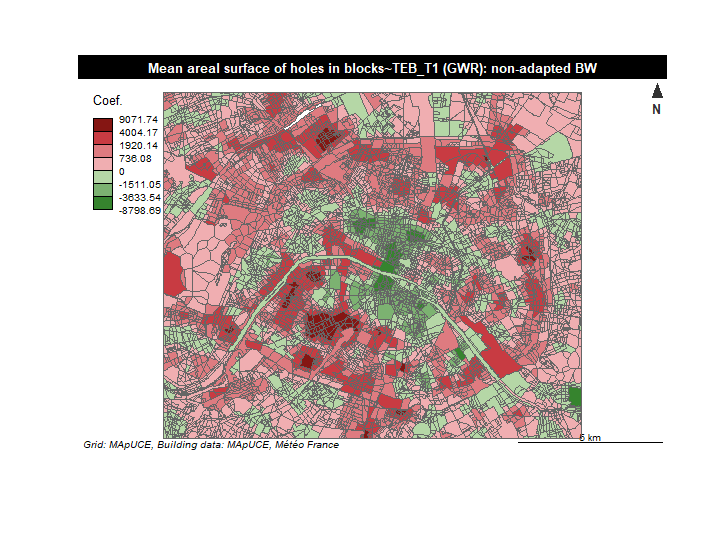 Mean areal surface of holes in blocks~TEB_T1 (GWR): non-adapted BW
Coef.
9071.74
4004.17
1920.14
736.08
0
-1511.05
-3633.54
-8798.69
N
5 km
Grid: MApUCE, Building data: MApUCE, Météo France